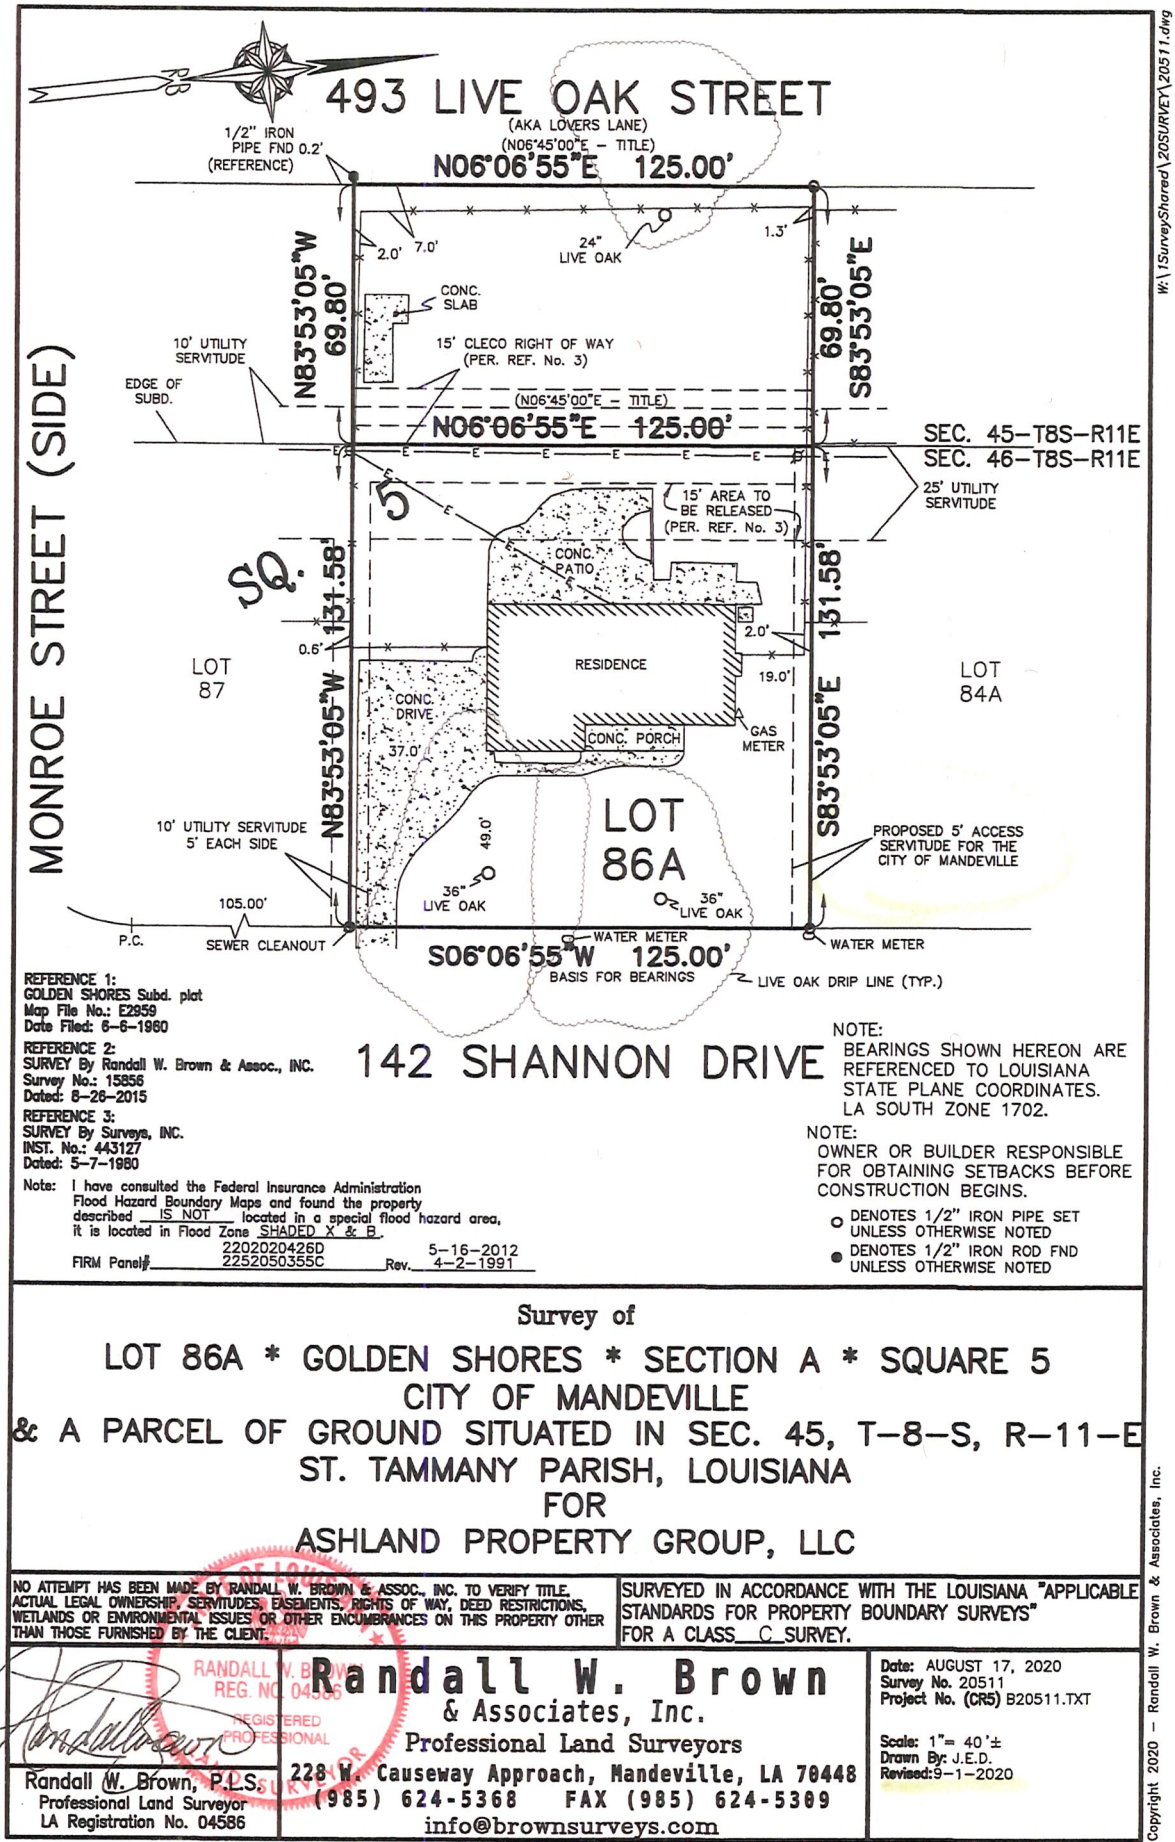 W:\1SurveyShared\20SURVEY\20511.dwg
RB
493 LIVE OAK STREET
(AKA LOVERS LANE)
(N06°45'00"E – TITLE)
N06°06'55"E 125.00'
1/2" IRON
PIPE FND 0.2'
(REFERENCE)
2.0'
7.0'
24"
LIVE OAK
1.3'
N83°53'05"W
69.80'
S83°53'05"E
69.80'
CONC.
SLAB
10' UTILITY
SERVITUDE
15' CLECO RIGHT OF WAY
(PER. REF. No. 3)
EDGE OF
SUBD.
(N06°45'00"E – TITLE)
N06°06'55"E 125.00'
SEC. 45–T8S–R11E
SEC. 46–T8S–R11E
25' UTILITY
SERVITUDE
MONROE STREET (SIDE)
SQ. 5
15' AREA TO
BE RELEASED
(PER. REF. No. 3)
CONC.
PATIO
N83°53'05"W 131.58'
S83°53'05"E 131.58'
0.6'
2.0'
RESIDENCE
19.0'
LOT
87
LOT
84A
CONC.
DRIVE
37.0'
CONC. PORCH
GAS
METER
LOT
86A
49.0'
10' UTILITY SERVITUDE
5' EACH SIDE
PROPOSED 5' ACCESS
SERVITUDE FOR THE
CITY OF MANDEVILLE
36"
LIVE OAK
36"
LIVE OAK
105.00'
P.C.
SEWER CLEANOUT
WATER METER
WATER METER
S06°06'55"W 125.00'
BASIS FOR BEARINGS
LIVE OAK DRIP LINE (TYP.)
142 SHANNON DRIVE
REFERENCE 1:
GOLDEN SHORES Subd. plat
Map File No.: E2959
Date Filed: 6–6–1960
REFERENCE 2:
SURVEY By Randall W. Brown & Assoc., INC.
Survey No.: 15856
Dated: 8–26–2015
REFERENCE 3:
SURVEY By Surveys, INC.
INST. No.: 443127
Dated: 5–7–1980
Note: I have consulted the Federal Insurance Administration
Flood Hazard Boundary Maps and found the property
described IS NOT located in a special flood hazard area,
it is located in Flood Zone SHADED X & B.
2202020426D 5–16–2012
FIRM Panel# 2252050355C Rev. 4–2–1991
NOTE:
BEARINGS SHOWN HEREON ARE
REFERENCED TO LOUISIANA
STATE PLANE COORDINATES.
LA SOUTH ZONE 1702.
NOTE:
OWNER OR BUILDER RESPONSIBLE
FOR OBTAINING SETBACKS BEFORE
CONSTRUCTION BEGINS.
DENOTES 1/2" IRON PIPE SET
UNLESS OTHERWISE NOTED
DENOTES 1/2" IRON ROD FND
UNLESS OTHERWISE NOTED
Survey of
LOT 86A * GOLDEN SHORES * SECTION A * SQUARE 5
CITY OF MANDEVILLE
& A PARCEL OF GROUND SITUATED IN SEC. 45, T–8–S, R–11–E
ST. TAMMANY PARISH, LOUISIANA
FOR
ASHLAND PROPERTY GROUP, LLC
NO ATTEMPT HAS BEEN MADE BY RANDALL W. BROWN & ASSOC., INC. TO VERIFY TITLE,
ACTUAL LEGAL OWNERSHIP, SERVITUDES, EASEMENTS, RIGHTS OF WAY, DEED RESTRICTIONS,
WETLANDS OR ENVIRONMENTAL ISSUES OR OTHER ENCUMBRANCES ON THIS PROPERTY OTHER
THAN THOSE FURNISHED BY THE CLIENT.
SURVEYED IN ACCORDANCE WITH THE LOUISIANA "APPLICABLE
STANDARDS FOR PROPERTY BOUNDARY SURVEYS"
FOR A CLASS C SURVEY.
STATE OF LOUISIANA
RANDALL W. BROWN
REG. NO. 04586
REGISTERED
PROFESSIONAL
LAND SURVEYOR
Randall W. Brown, P.L.S.
Professional Land Surveyor
LA Registration No. 04586
Randall W. Brown
& Associates, Inc.
Professional Land Surveyors
228 W. Causeway Approach, Mandeville, LA 70448
(985) 624-5368 FAX (985) 624-5309
info@brownsurveys.com
Date: AUGUST 17, 2020
Survey No. 20511
Project No. (CR5) B20511.TXT
Scale: 1"= 40'±
Drawn By: J.E.D.
Revised: 9-1-2020
Copyright 2020 – Randall W. Brown & Associates, Inc.